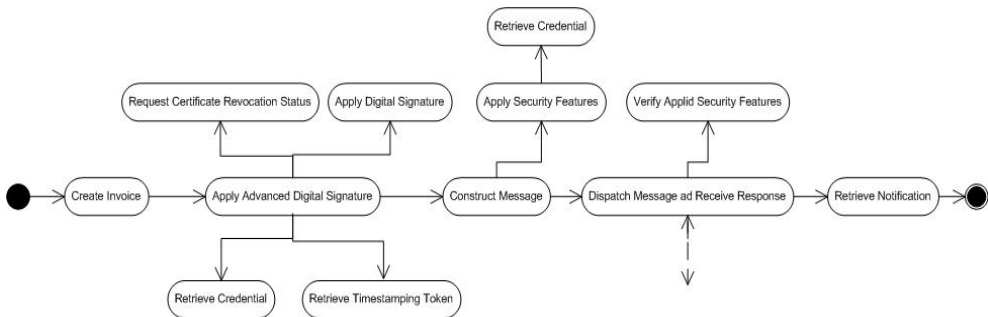 Retrieve Credential
Request Certificate Revocation Status
Apply Digital Signature
Apply Security Features
Verify Applid Security Features
Create Invoice
Apply Advanced Digital Signature
Construct Message
Dispatch Message ad Receive Response
Retrieve Notification
Retrieve Credential
Retrieve Timestamping Token